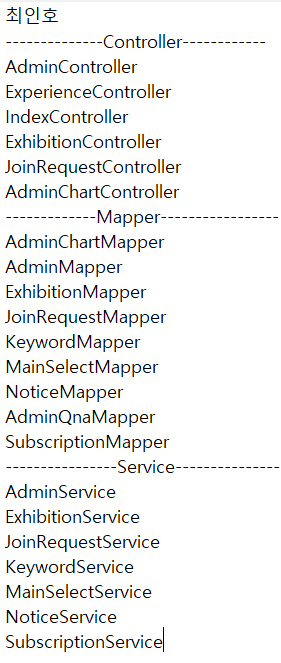 최인호
--------------Controller------------
AdminController
ExperienceController
IndexController
ExhibitionController
JoinRequestController
AdminChartController
-------------Mapper-----------------
AdminChartMapper
AdminMapper
ExhibitionMapper
JoinRequestMapper
KeywordMapper
MainSelectMapper
NoticeMapper
AdminQnaMapper
SubscriptionMapper
----------------Service---------------
AdminService
ExhibitionService
JoinRequestService
KeywordService
MainSelectService
NoticeService
SubscriptionService